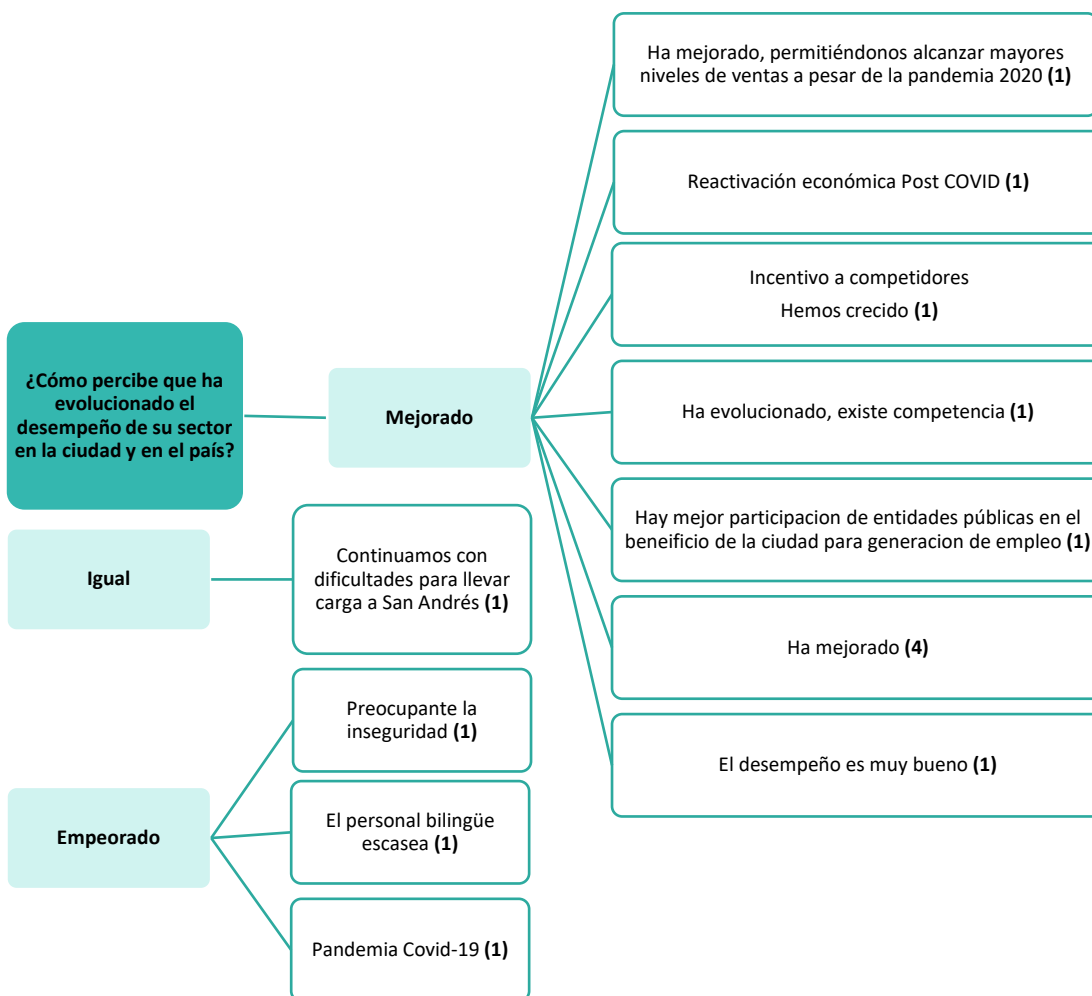 ¿Cómo percibe que ha
evolucionado el
desempeño de su sector
en la ciudad y en el país?
Mejorado
Ha mejorado, permitiéndonos alcanzar mayores
niveles de ventas a pesar de la pandemia 2020 (1)
Reactivación económica Post COVID (1)
Incentivo a competidores
Hemos crecido (1)
Ha evolucionado, existe competencia (1)
Hay mejor participacion de entidades públicas en el
beneificio de la ciudad para generacion de empleo (1)
Ha mejorado (4)
El desempeño es muy bueno (1)
Igual
Continuamos con
dificultades para llevar
carga a San Andrés (1)
Empeorado
Preocupante la
inseguridad (1)
El personal bilingüe
escasea (1)
Pandemia Covid-19 (1)